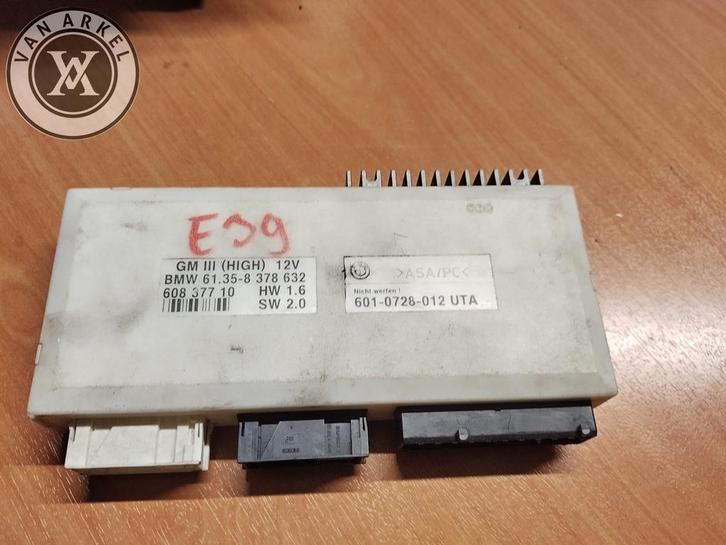 VAN ARKEL
VA
E39
GM III (HIGH) 12V
BMW 61.35-8 378 632
608 377 10 HW 1.6
SW 2.0
>ASA/PC<
Nicht werfen !
601-0728-012 UTA